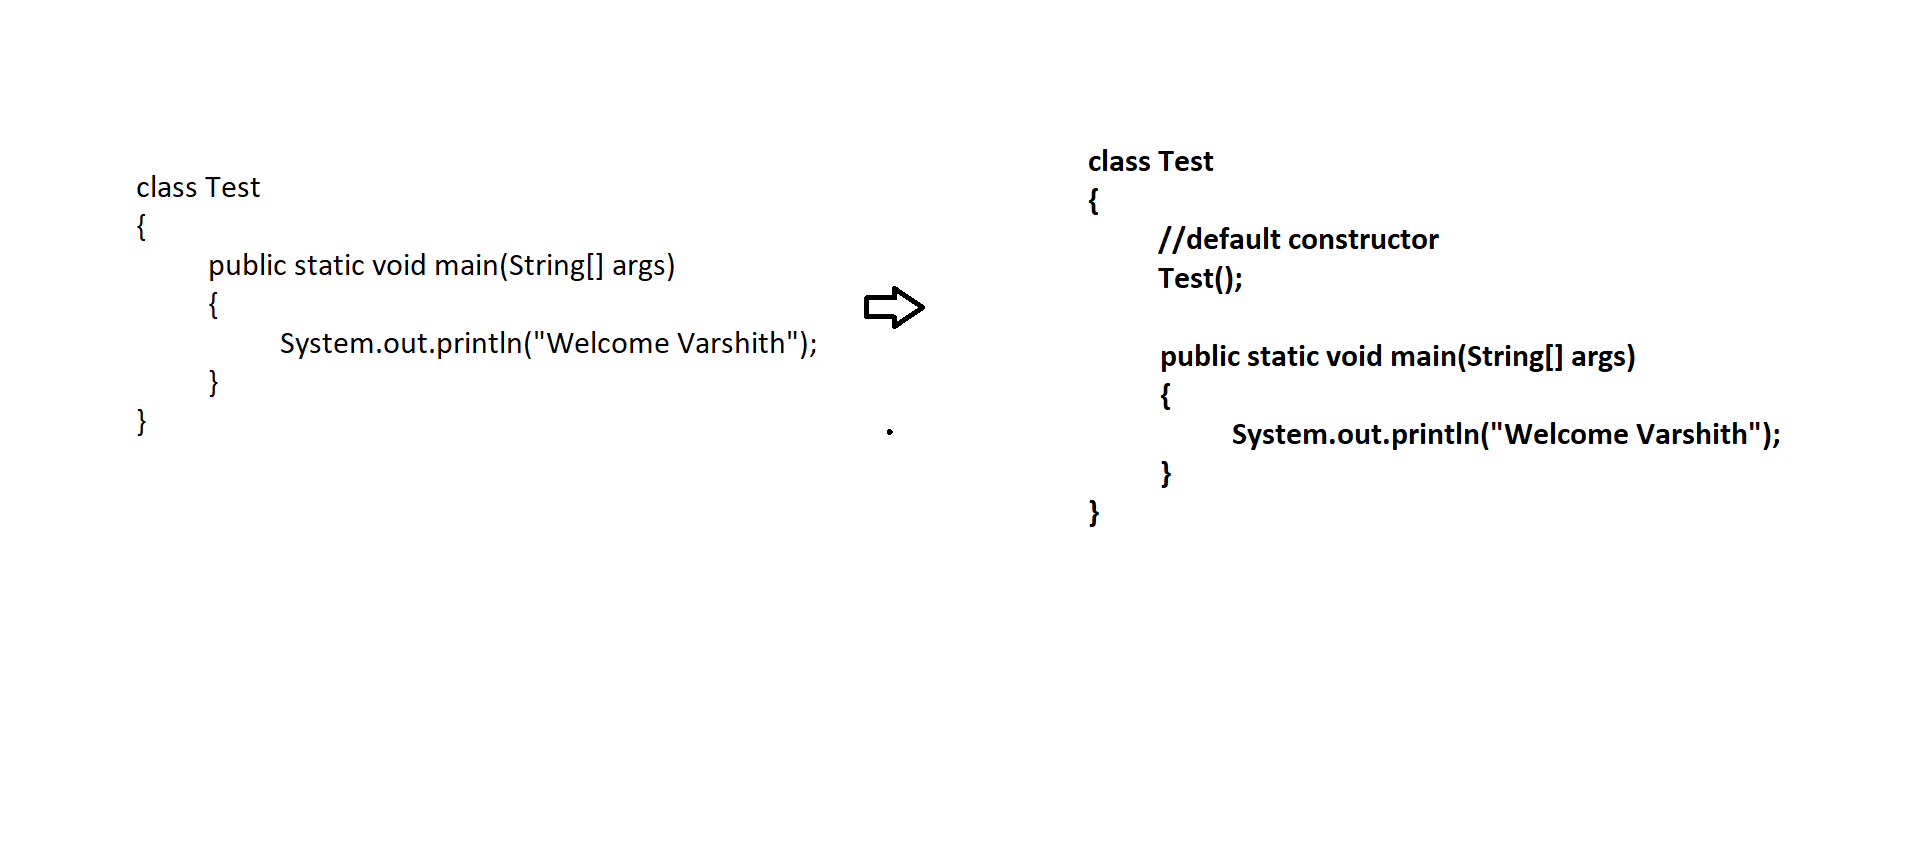 class Test
{
public static void main(String[] args)
{
System.out.println("Welcome Varshith");
}
}
class Test
{
//default constructor
Test();
public static void main(String[] args)
{
System.out.println("Welcome Varshith");
}
}